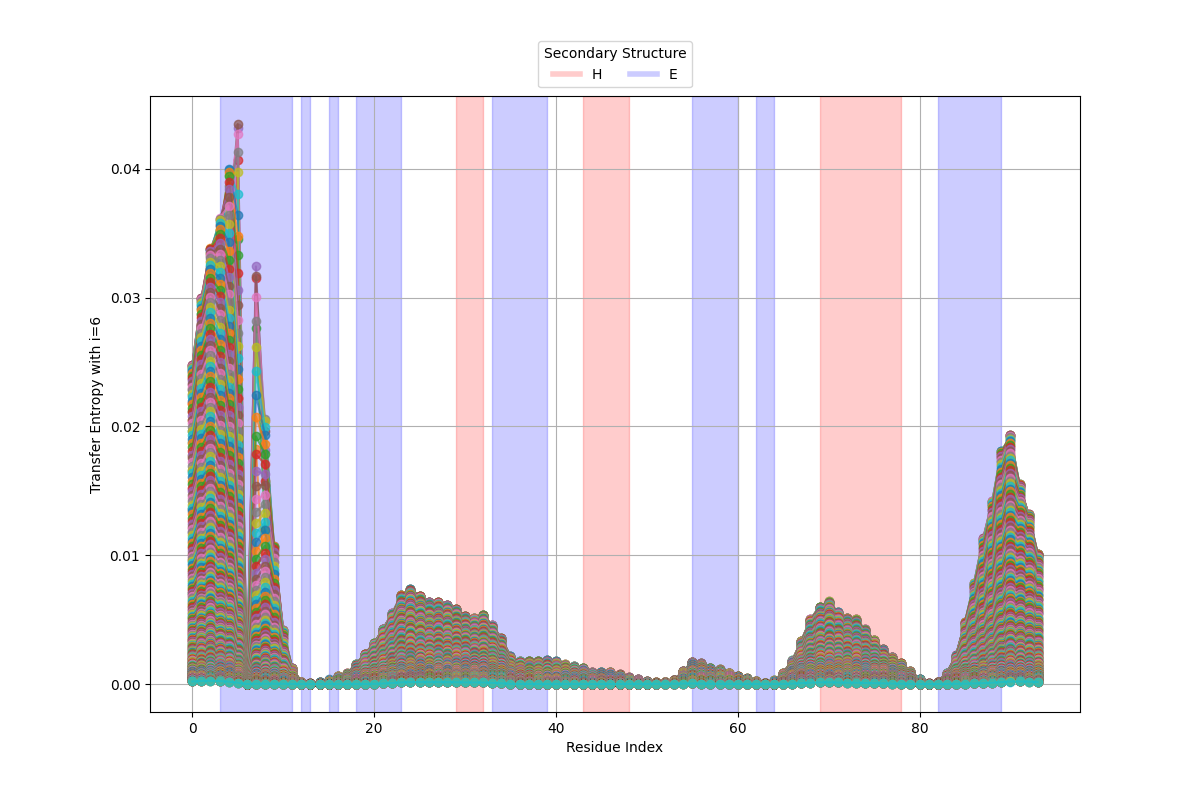 Secondary Structure
H E
Transfer Entropy with i=6
0.04
0.03
0.02
0.01
0.00
0 20 40 60 80
Residue Index